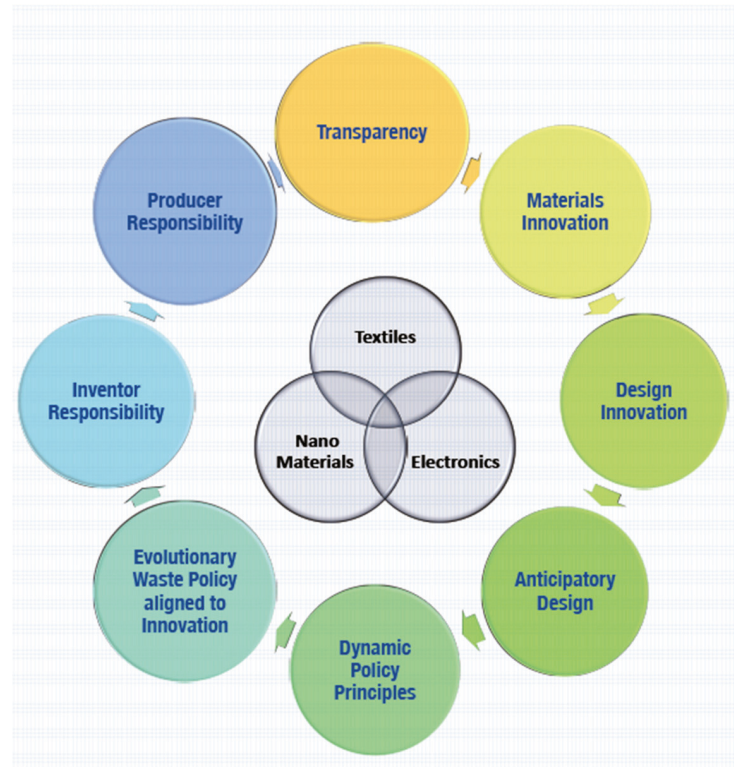 Transparency
Materials
Innovation
Design
Innovation
Anticipatory
Design
Dynamic
Policy
Principles
Evolutionary
Waste Policy
aligned to
Innovation
Inventor
Responsibility
Producer
Responsibility
Textiles
Nano
Materials
Electronics